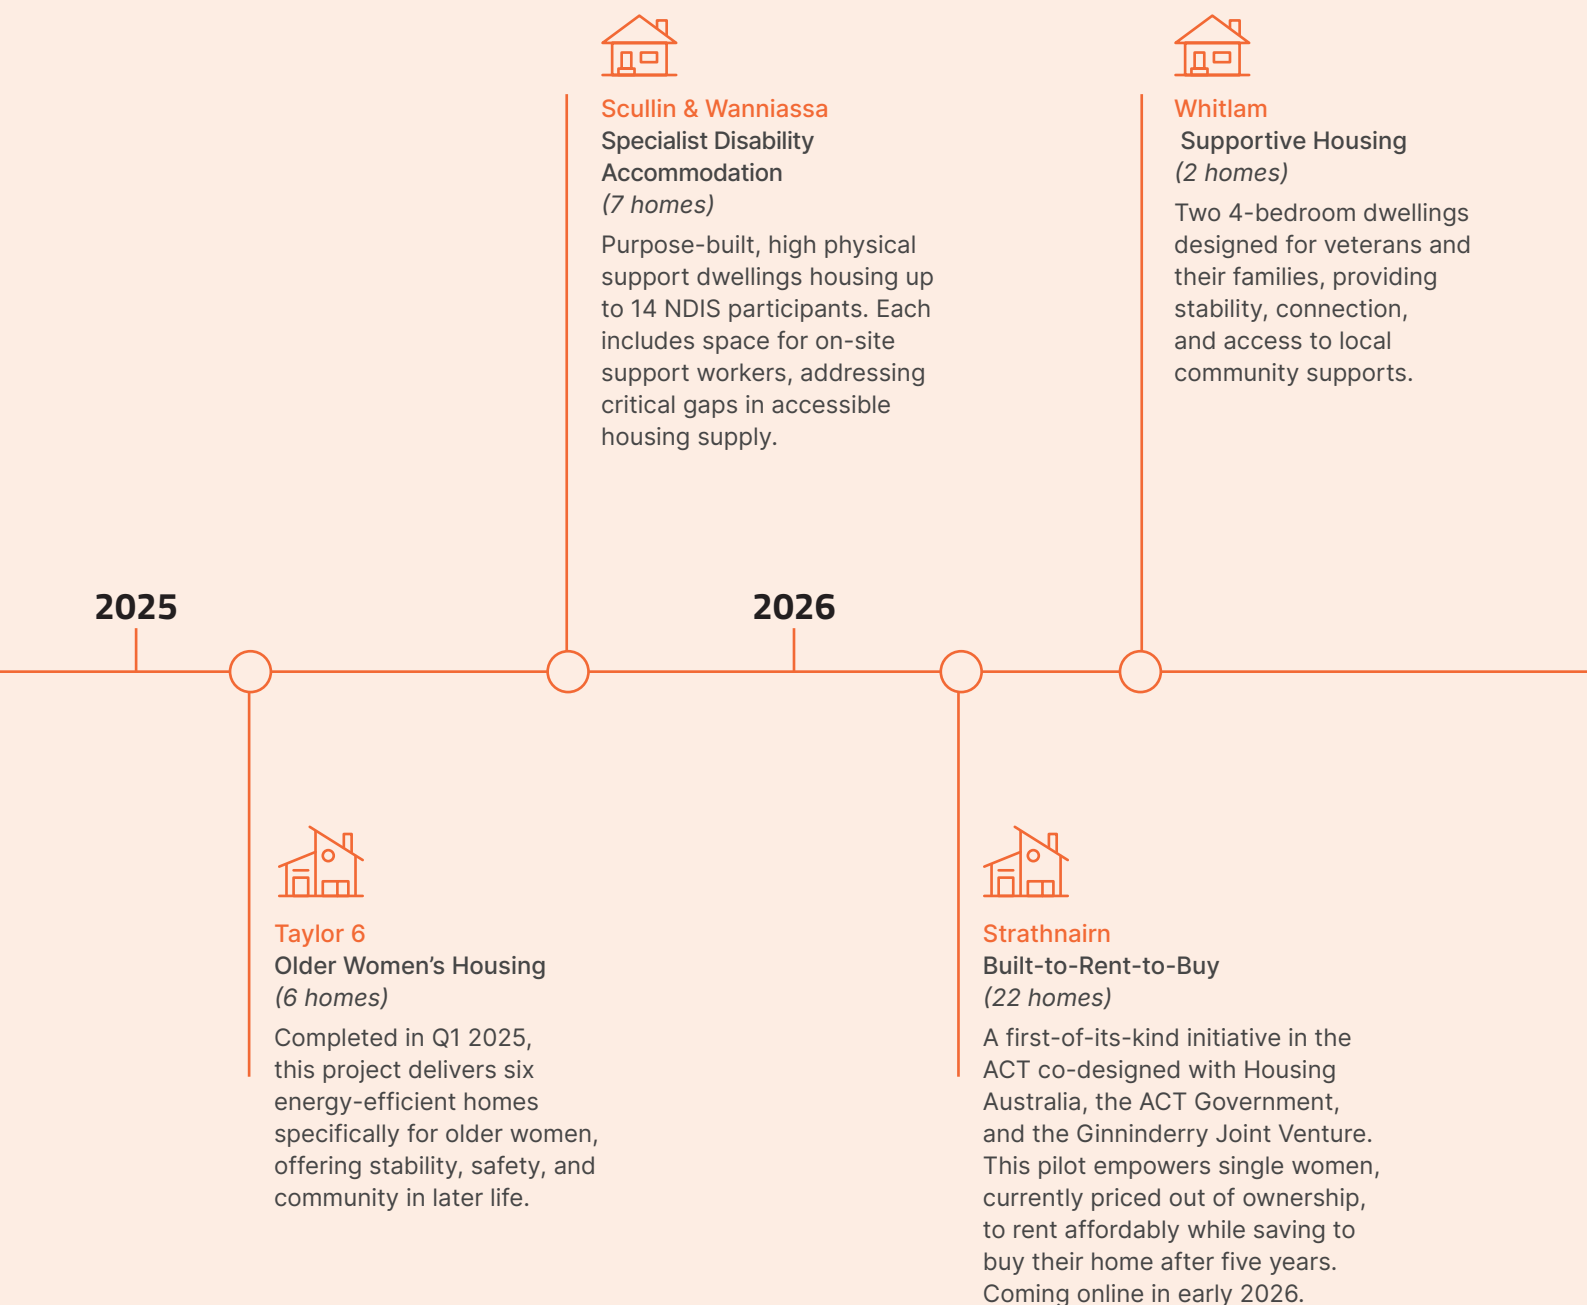 Scullin & Wanniassa
Specialist Disability
Accommodation
(7 homes)
Purpose-built, high physical
support dwellings housing up
to 14 NDIS participants. Each
includes space for on-site
support workers, addressing
critical gaps in accessible
housing supply.
Whitlam
Supportive Housing
(2 homes)
Two 4-bedroom dwellings
designed for veterans and
their families, providing
stability, connection,
and access to local
community supports.
2025
2026
Taylor 6
Older Women’s Housing
(6 homes)
Completed in Q1 2025,
this project delivers six
energy-efficient homes
specifically for older women,
offering stability, safety, and
community in later life.
Strathnairn
Built-to-Rent-to-Buy
(22 homes)
A first-of-its-kind initiative in the
ACT co-designed with Housing
Australia, the ACT Government,
and the Ginninderry Joint Venture.
This pilot empowers single women,
currently priced out of ownership,
to rent affordably while saving to
buy their home after five years.
Coming online in early 2026.